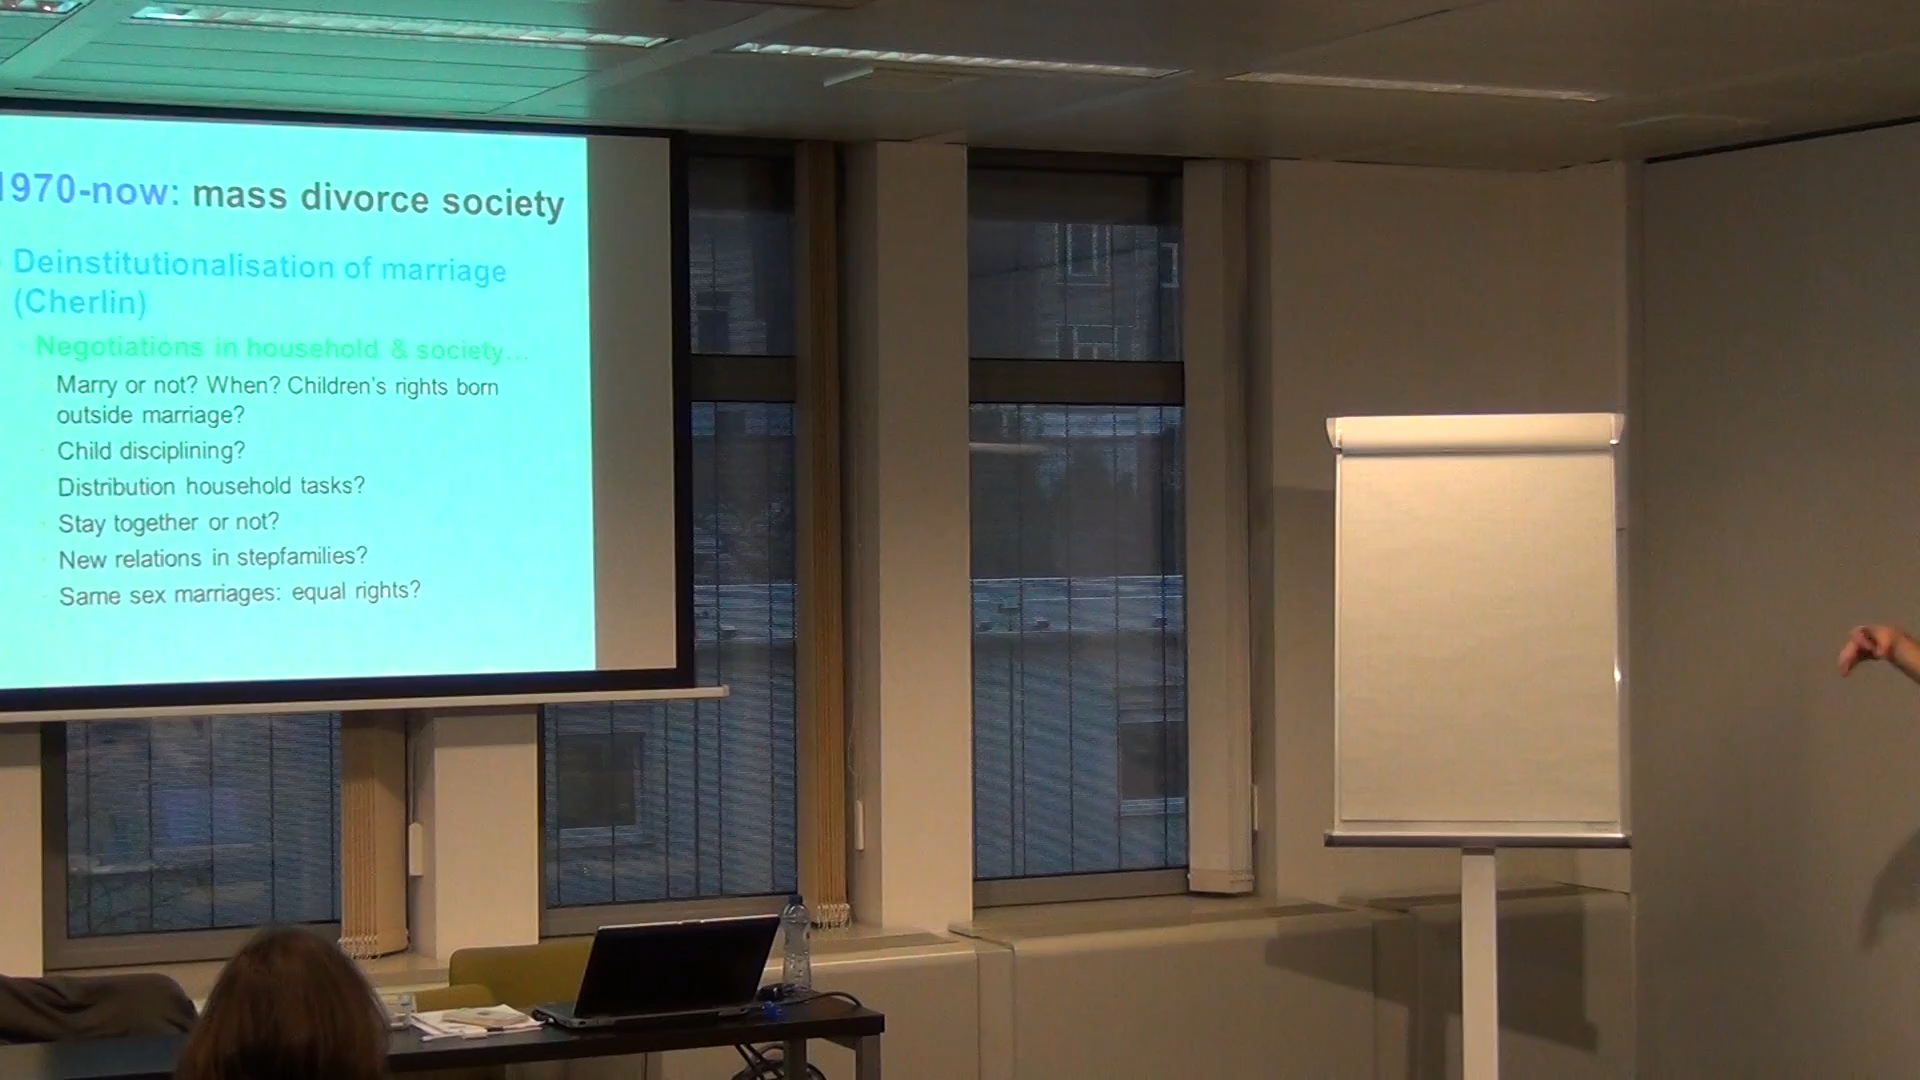 1970-now: mass divorce society
Deinstitutionalisation of marriage
(Cherlin)
Negotiations in household & society...
Marry or not? When? Children's rights born
outside marriage?
Child disciplining?
Distribution household tasks?
Stay together or not?
New relations in stepfamilies?
Same sex marriages: equal rights?